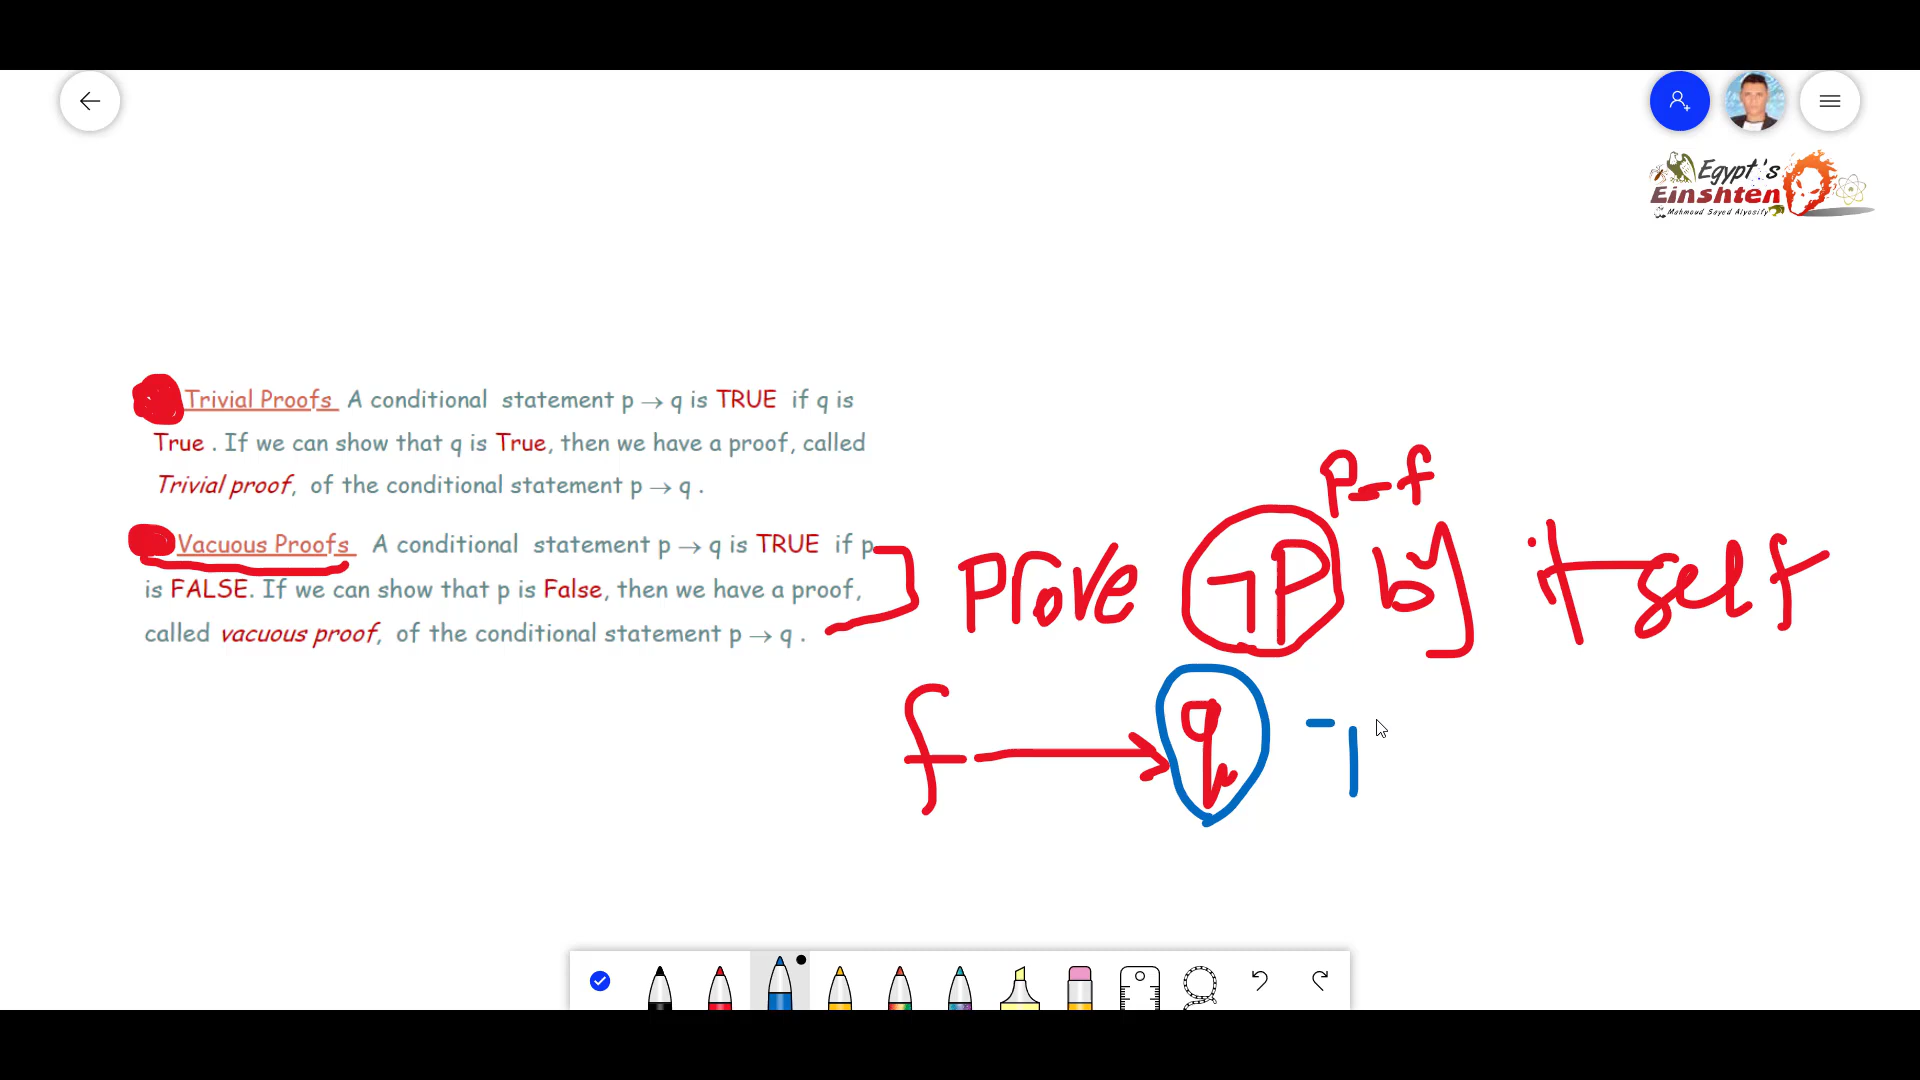 Egypt's
Einshten
Mahmoud Sayed Alyosify
Trivial Proofs A conditional statement p → q is TRUE if q is
True . If we can show that q is True, then we have a proof, called
Trivial proof, of the conditional statement p → q .
Vacuous Proofs A conditional statement p → q is TRUE if p
is FALSE. If we can show that p is False, then we have a proof,
called vacuous proof, of the conditional statement p → q .
P - f
Prove ¬P by itself
f → q